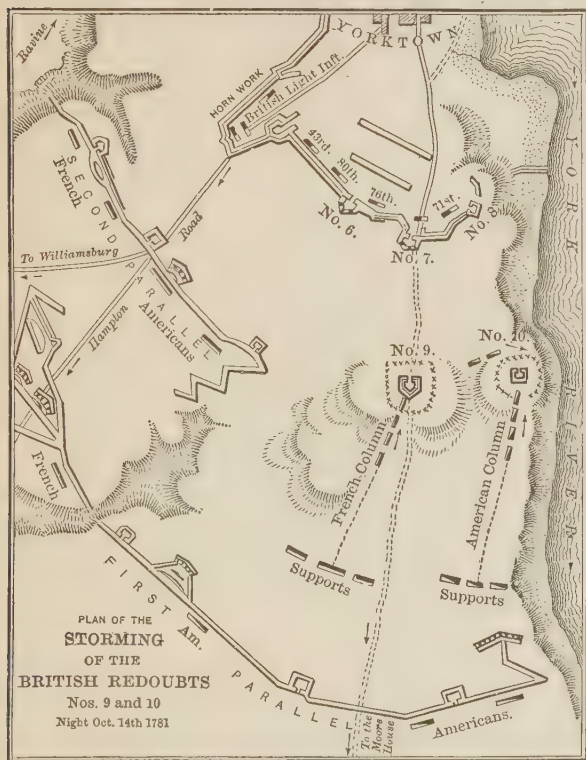 YORKTOWN
Ravine
HORN WORK
British Light Inft.
43rd.
80th.
76th.
71st.
No. 6.
No. 7.
No. 8.
YORK RIVER
SECOND PARALLEL
French
Road
To Williamsburg
Hampton
Americans
No. 9.
No. 10.
French
French Column
American Column
Supports
Supports
FIRST PARALLEL
Am.
Americans.
To the
Moors
House
PLAN OF THE
STORMING
OF THE
BRITISH REDOUBTS
Nos. 9 and 10
Night Oct. 14th 1781